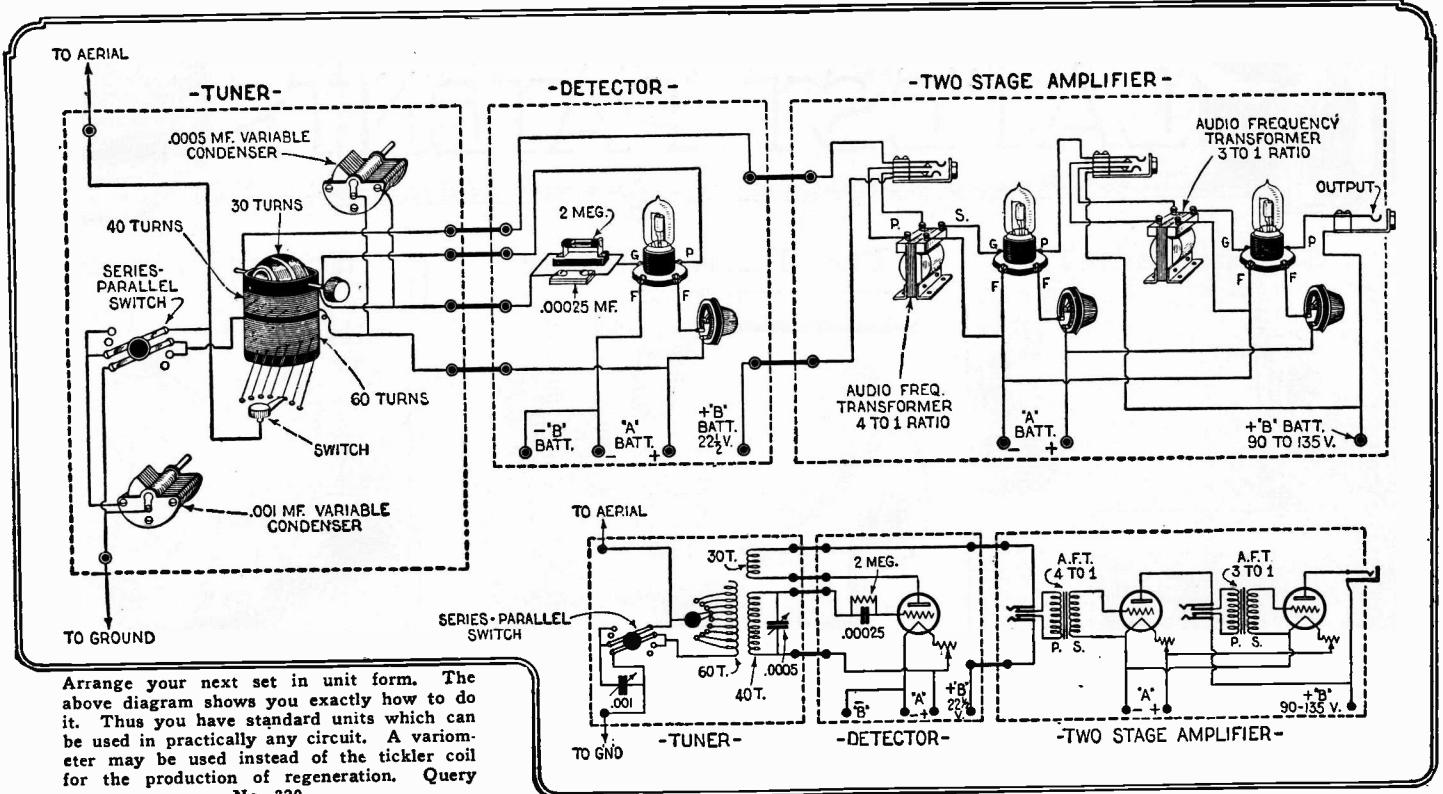 TO AERIAL
-TUNER-
-DETECTOR-
-TWO STAGE AMPLIFIER-
.0005 MF. VARIABLE
CONDENSER
30 TURNS
40 TURNS
SERIES-
PARALLEL
SWITCH
60 TURNS
SWITCH
.001 MF. VARIABLE
CONDENSER
TO GROUND
2 MEG.
G
P
F
F
.00025 MF.
-"B"
BATT.
"A"
BATT.
-
+
+"B"
BATT.
22½ V.
P.
S.
G
P
F
F
AUDIO FREQ.
TRANSFORMER
4 TO 1 RATIO
AUDIO FREQUENCY
TRANSFORMER
3 TO 1 RATIO
G
P
F
F
OUTPUT
"A"
BATT.
-
+
+"B" BATT.
90 TO 135 V.
TO AERIAL
SERIES-PARALLEL
SWITCH
.001
TO GND
30 T.
60 T.
40 T.
.0005
-TUNER-
2 MEG.
.00025
-
"B"
"A"
- +
+"B"
22½
V.
-DETECTOR-
A.F.T.
4 TO 1
P. S.
A.F.T.
3 TO 1
P. S.
"A"
- +
+"B"
90-135 V.
-TWO STAGE AMPLIFIER-
Arrange your next set in unit form. The
above diagram shows you exactly how to do
it. Thus you have standard units which can
be used in practically any circuit. A variom-
eter may be used instead of the tickler coil
for the production of regeneration. Query